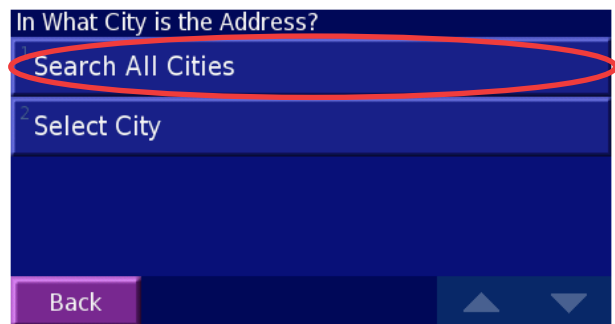 In What City is the Address?
1
Search All Cities
2
Select City
Back